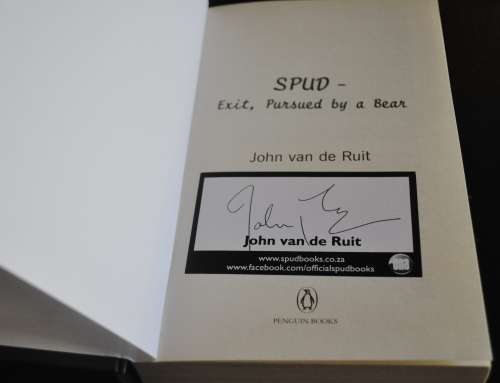 SPUD -
Exit, Pursued by a Bear
John van de Ruit
John van de Ruit
www.spudbooks.co.za
www.facebook.com/officialspudbooks
PENGUIN BOOKS